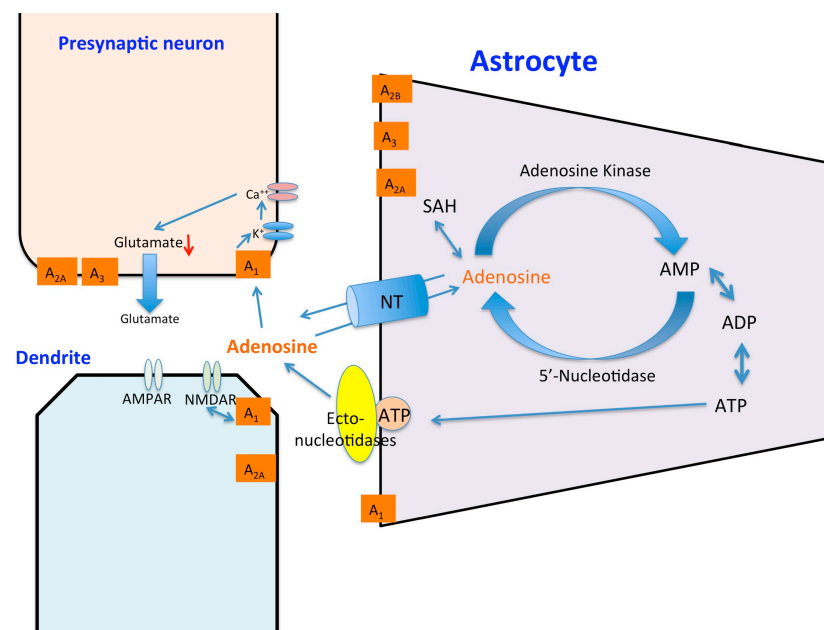 Presynaptic neuron
Astrocyte
A2B
A3
A2A
Ca++
K+
Glutamate
A2A
A3
A1
Glutamate
SAH
Adenosine Kinase
Adenosine
AMP
NT
ADP
5’-Nucleotidase
ATP
Adenosine
Dendrite
AMPAR
NMDAR
A1
A2A
Ecto-
nucleotidases
ATP
A1